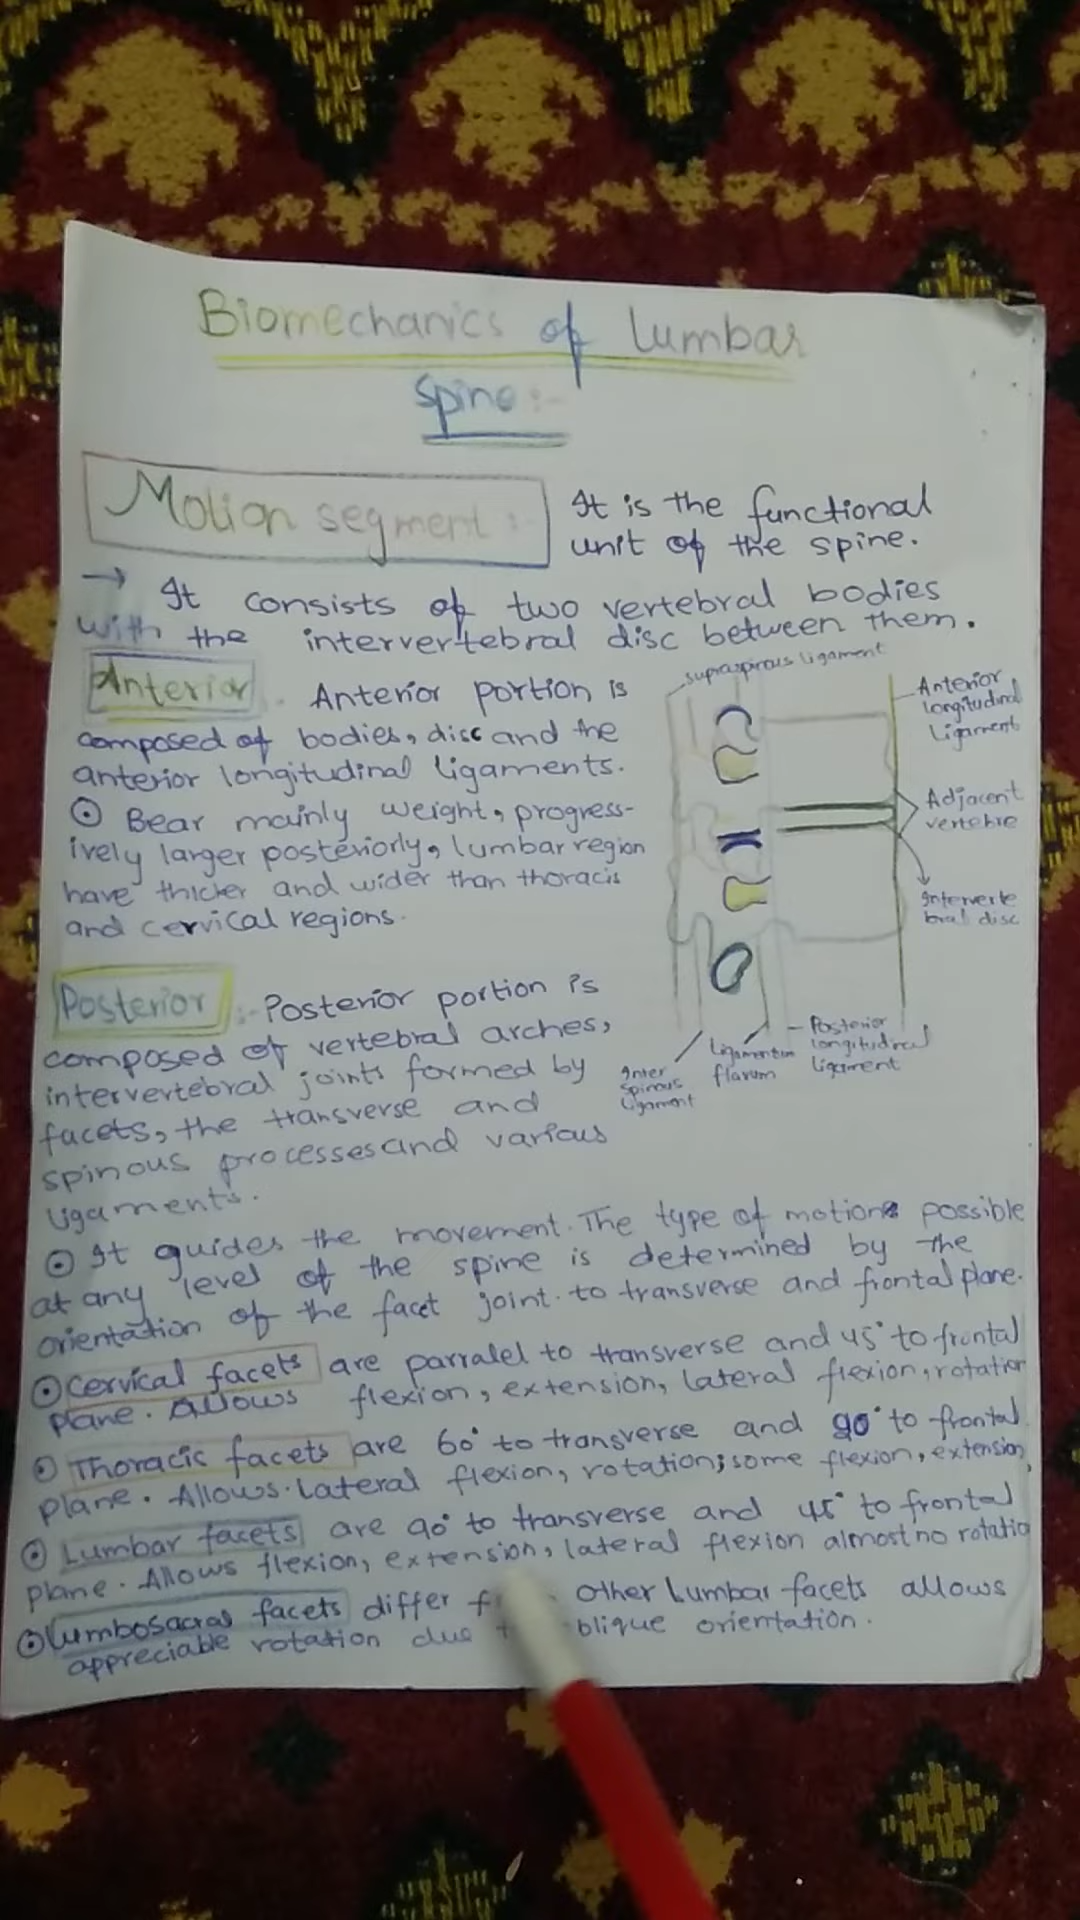 Biomechanics of lumbar
Spine:-
Motion segment:-
It is the functional
unit of the spine.
→ It consists of two vertebral bodies
with the intervertebral disc between them.
Anterior. Anterior portion is
composed of bodies, disc and the
anterior longitudinal ligaments.
⊙ Bear mainly weight, progress-
ively larger posteriorly, lumbar region
have thicker and wider than thoracis
and cervical regions.
supraspinous ligament
Anterior
longitudinal
Ligament
Adjacent
vertebre
Interverte
bral disc
Posterior
longitudinal
ligament
Ligamentum
flavum
Inter
spinous
Ligament
Posterior :- Posterior portion is
composed of vertebral arches,
intervertebral joints formed by
facets, the transverse and
spinous processes and various
ligaments.
⊙ It guides the movement. The type of motion possible
at any level of the spine is determined by the
orientation of the facet joint. to transverse and frontal plane.
⊙ Cervical facets are parralel to transverse and 45° to frontal
plane. Allows flexion, extension, lateral flexion, rotation
⊙ Thoracic facets are 60° to transverse and 90° to frontal
plane. Allows. Lateral flexion, rotation; some flexion, extension,
⊙ Lumbar facets are 90° to transverse and 45° to frontal
plane. Allows flexion, extension, lateral flexion almost no rotatio
⊙ Lumbosacral facets differ other Lumbar facets allows
appreciable rotation due blique orientation.